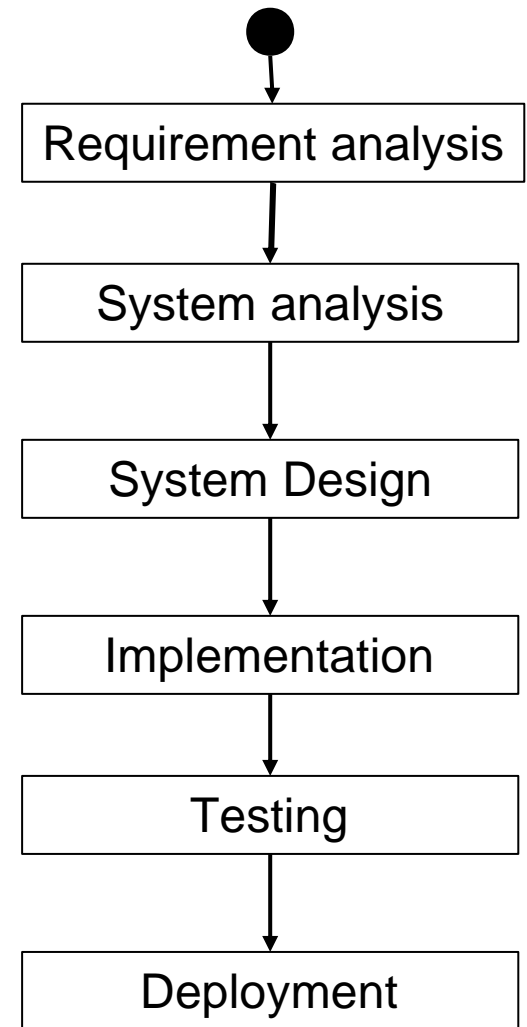 Requirement analysis
System analysis
System Design
Implementation
Testing
Deployment